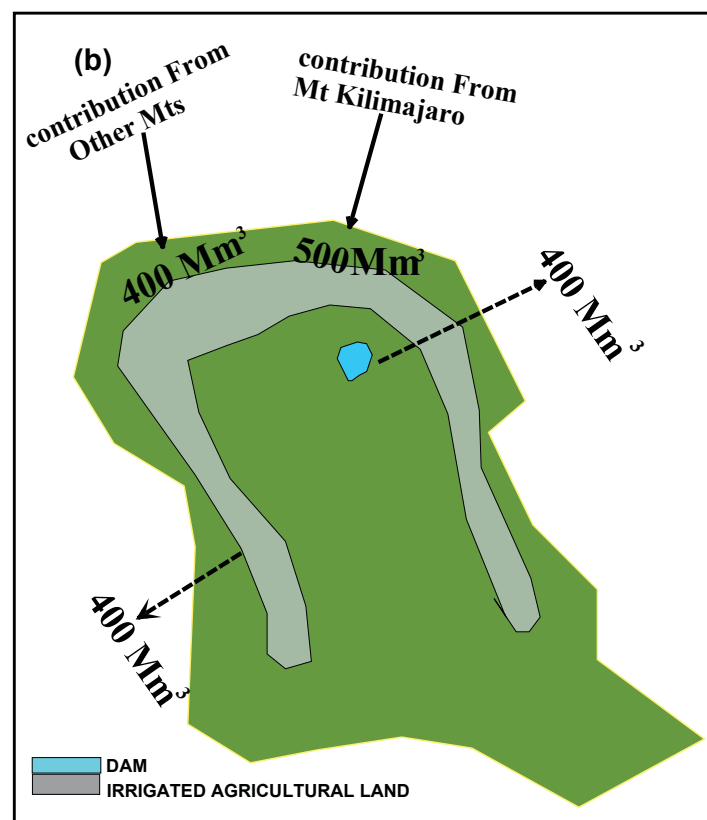 (b)
contribution From
Other Mts
contribution From
Mt Kilimajaro
400 Mm³
500Mm³
400 Mm³
400 Mm³
DAM
IRRIGATED AGRICULTURAL LAND